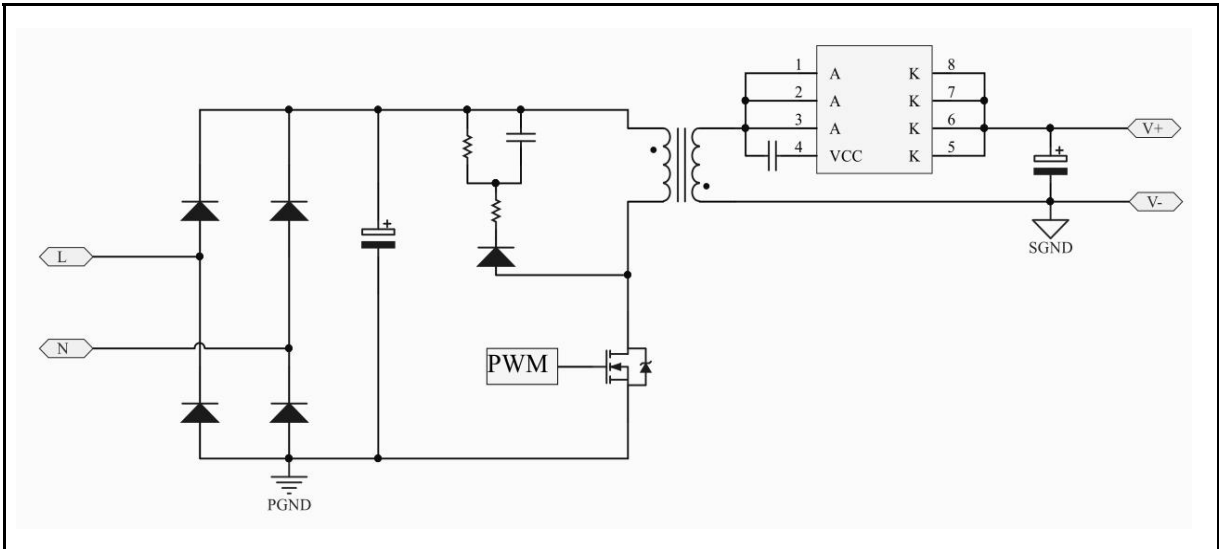 1 A K 8
2 A K 7
3 A K 6
4 VCC K 5
V+
+
V-
SGND
+
L
N
PWM
PGND